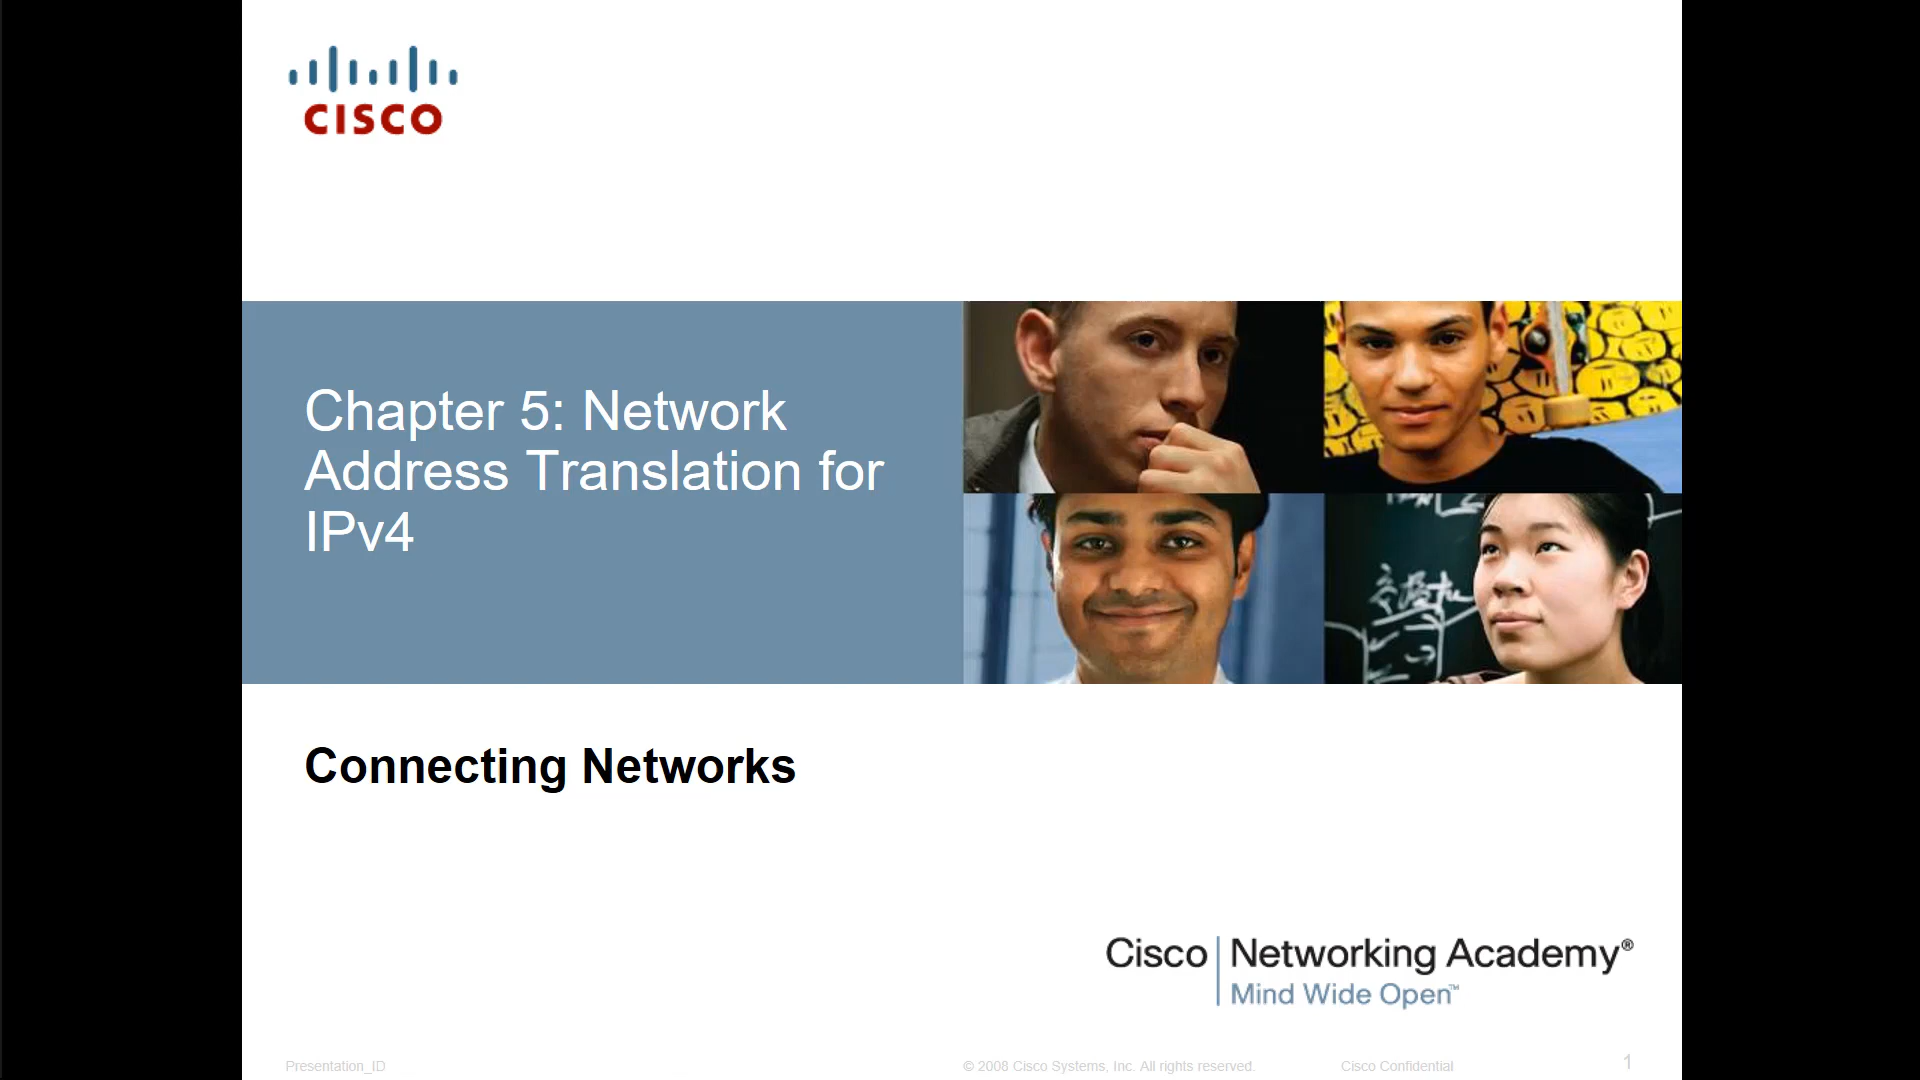 CISCO
Chapter 5: Network
Address Translation for
IPv4
Connecting Networks
Cisco Networking Academy®
Mind Wide Open™
Presentation_ID
© 2008 Cisco Systems, Inc. All rights reserved.
Cisco Confidential
1